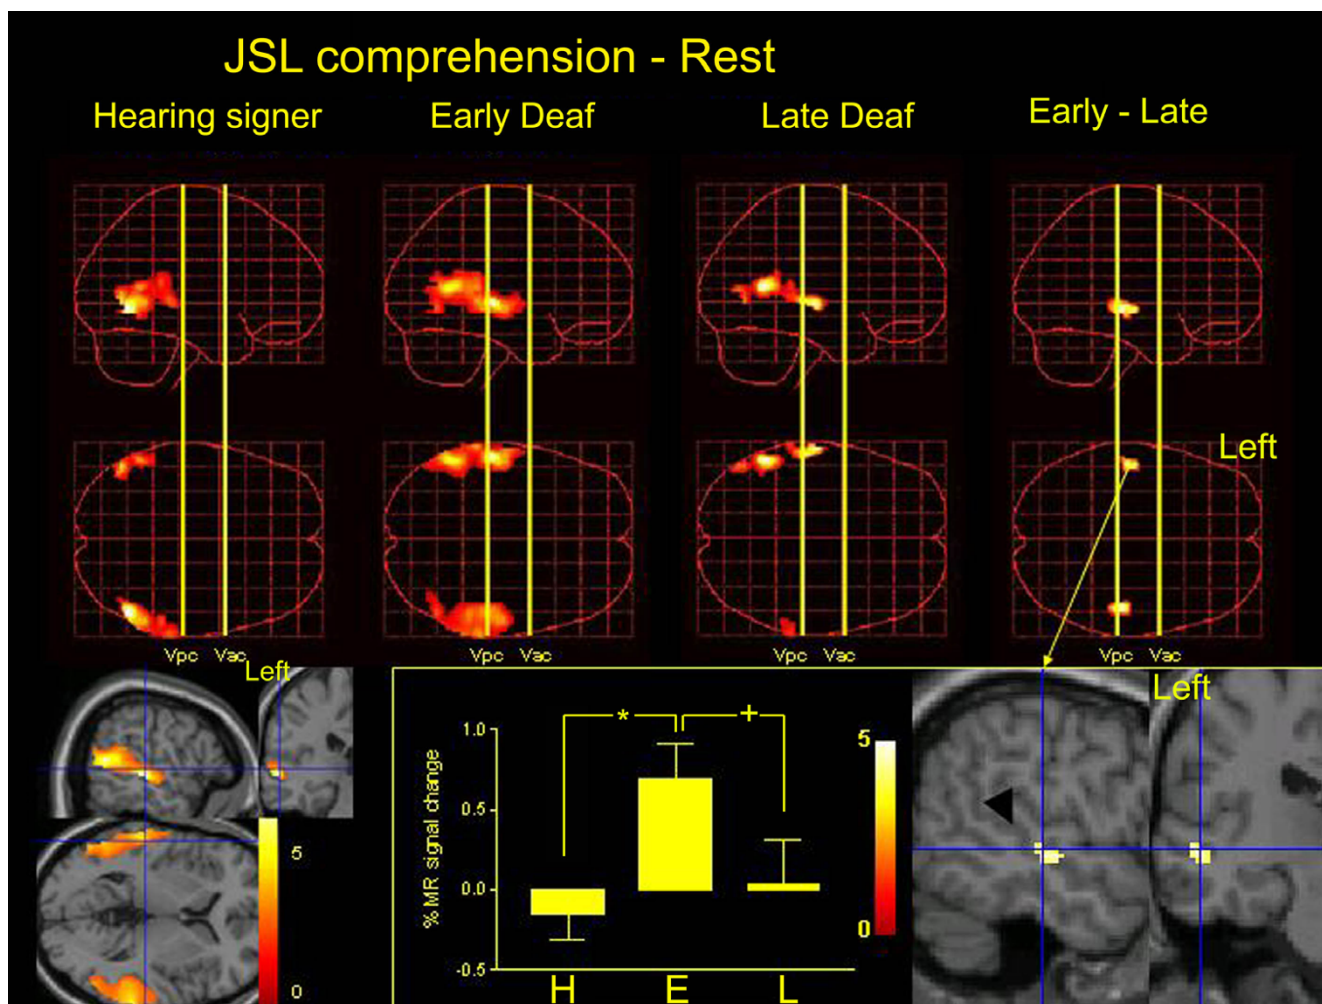 JSL comprehension - Rest
Hearing signer
Early Deaf
Late Deaf
Early - Late
Left
Vpc Vac
Vpc Vac
Vpc Vac
Vpc Vac
Left
5
0
% MR signal change
1.0
0.5
0.0
-0.5
*
+
H E L
5
0
Left